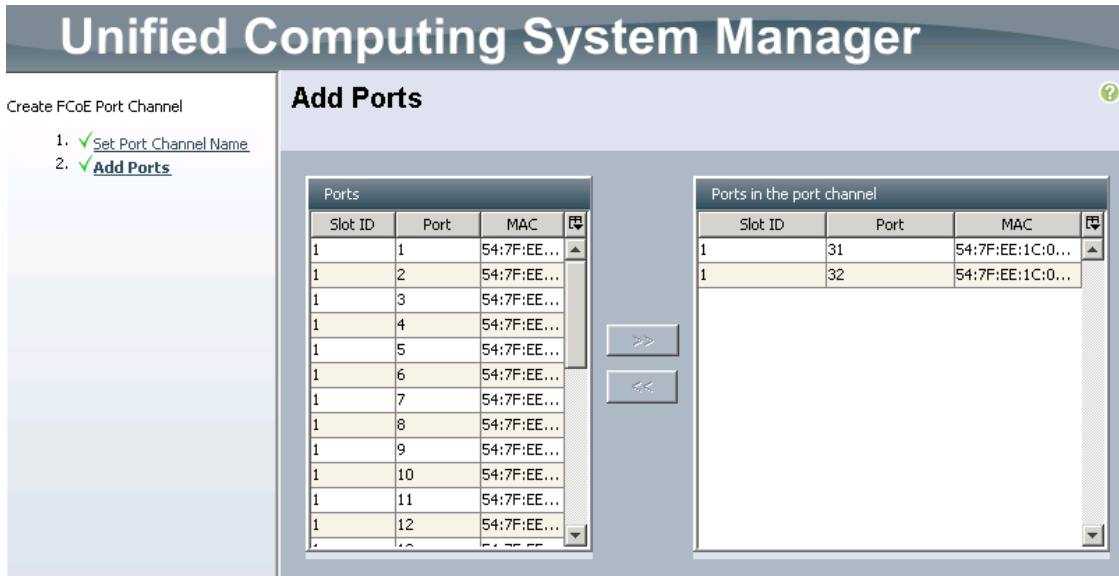 Unified Computing System Manager
Create FCoE Port Channel
1. Set Port Channel Name
2. Add Ports
Add Ports
Ports
Slot ID Port MAC
1 1 54:7F:EE...
1 2 54:7F:EE...
1 3 54:7F:EE...
1 4 54:7F:EE...
1 5 54:7F:EE...
1 6 54:7F:EE...
1 7 54:7F:EE...
1 8 54:7F:EE...
1 9 54:7F:EE...
1 10 54:7F:EE...
1 11 54:7F:EE...
1 12 54:7F:EE...
>>
<<
Ports in the port channel
Slot ID Port MAC
1 31 54:7F:EE:1C:0...
1 32 54:7F:EE:1C:0...